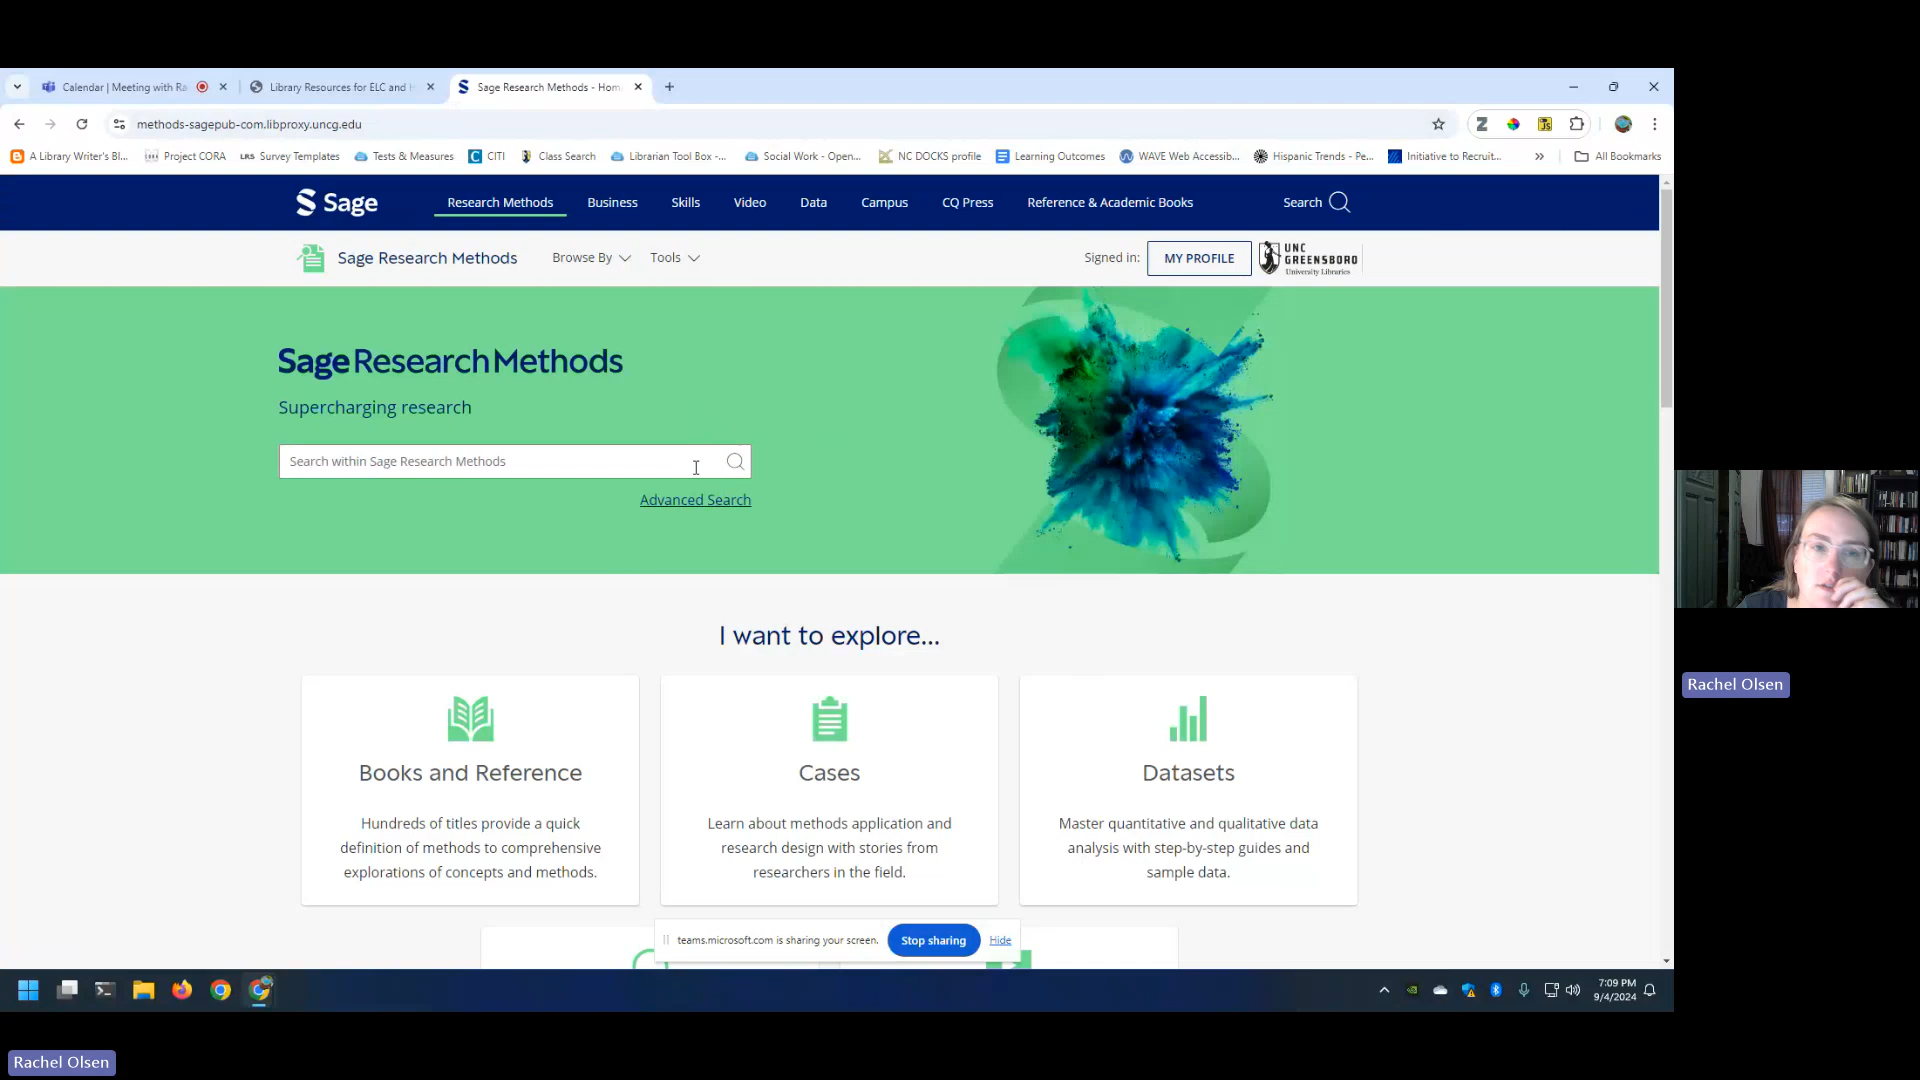 Calendar | Meeting with Ra
Library Resources for ELC and
Sage Research Methods - Hom
methods-sagepub-com.libproxy.uncg.edu
A Library Writer's Bl...
Project CORA
LRS Survey Templates
Tests & Measures
CITI
Class Search
Librarian Tool Box -...
Social Work - Open...
NC DOCKS profile
Learning Outcomes
WAVE Web Accessib...
Hispanic Trends - Pe...
Initiative to Recruit...
All Bookmarks
Sage
Research Methods
Business
Skills
Video
Data
Campus
CQ Press
Reference & Academic Books
Search
Sage Research Methods
Browse By
Tools
Signed in:
MY PROFILE
UNC
GREENSBORO
University Libraries
Sage Research Methods
Supercharging research
Search within Sage Research Methods
Advanced Search
I want to explore...
Books and Reference
Hundreds of titles provide a quick
definition of methods to comprehensive
explorations of concepts and methods.
Cases
Learn about methods application and
research design with stories from
researchers in the field.
Datasets
Master quantitative and qualitative data
analysis with step-by-step guides and
sample data.
teams.microsoft.com is sharing your screen.
Stop sharing
Hide
7:09 PM
9/4/2024
Rachel Olsen
Rachel Olsen